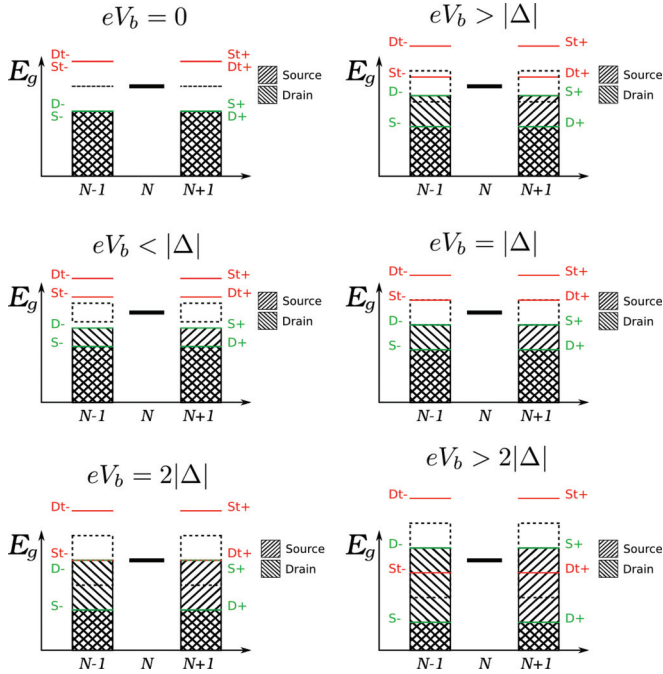 eV_b = 0
Dt-
St-
E_g
D-
S-
St+
Dt+
S+
D+
N-1 N N+1
eV_b > |Δ|
Dt-
E_g
St-
D-
S-
St+
Dt+
S+
D+
Source
Drain
N-1 N N+1
eV_b < |Δ|
Dt-
E_g
St-
D-
S-
St+
Dt+
S+
D+
Source
Drain
N-1 N N+1
eV_b = |Δ|
Dt-
E_g
St-
D-
S-
St+
Dt+
S+
D+
Source
Drain
N-1 N N+1
eV_b = 2|Δ|
Dt-
E_g
St-
D-
S-
St+
Dt+
S+
D+
Source
Drain
N-1 N N+1
eV_b > 2|Δ|
Dt-
E_g
D-
St-
S-
St+
S+
Dt+
D+
Source
Drain
N-1 N N+1